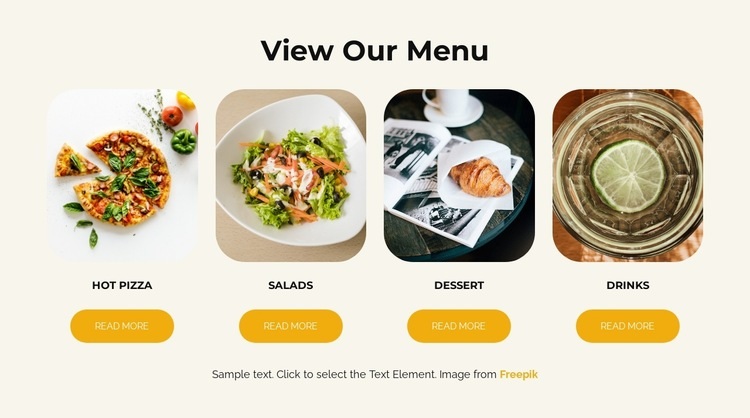 View Our Menu
HOT PIZZA
SALADS
DESSERT
DRINKS
READ MORE
READ MORE
READ MORE
READ MORE
Sample text. Click to select the Text Element. Image from Freepik